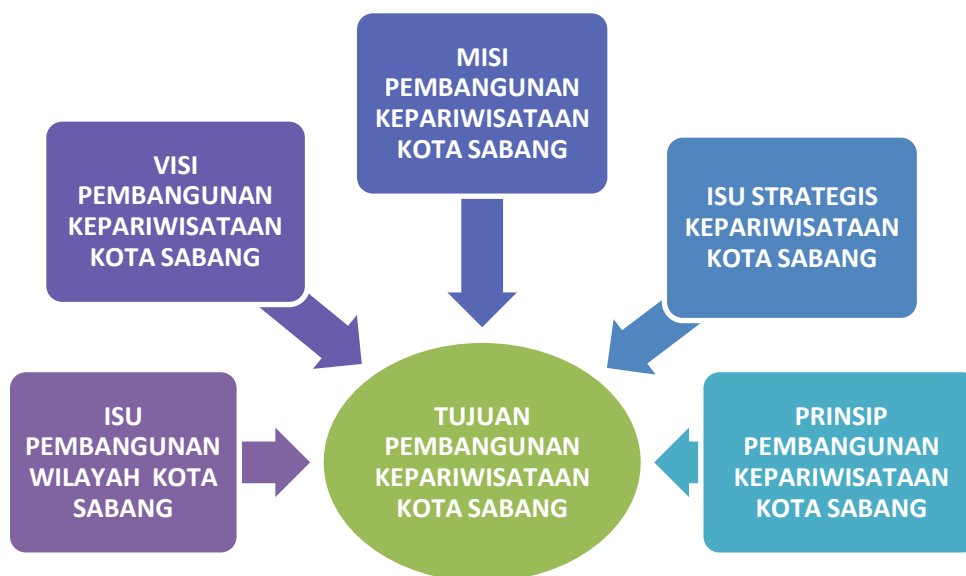 MISI
PEMBANGUNAN
KEPARIWISATAAN
KOTA SABANG
VISI
PEMBANGUNAN
KEPARIWISATAAN
KOTA SABANG
ISU STRATEGIS
KEPARIWISATAAN
KOTA SABANG
ISU
PEMBANGUNAN
WILAYAH KOTA
SABANG
TUJUAN
PEMBANGUNAN
KEPARIWISATAAN
KOTA SABANG
PRINSIP
PEMBANGUNAN
KEPARIWISATAAN
KOTA SABANG